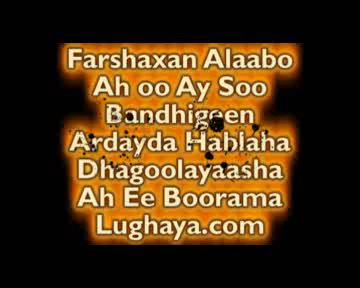 Farshaxan Alaabo
Ah oo Ay Soo
Bandhigeen
Ardayda Hablaha
Dhagoolayaasha
Ah Ee Boorama
Lughaya.com